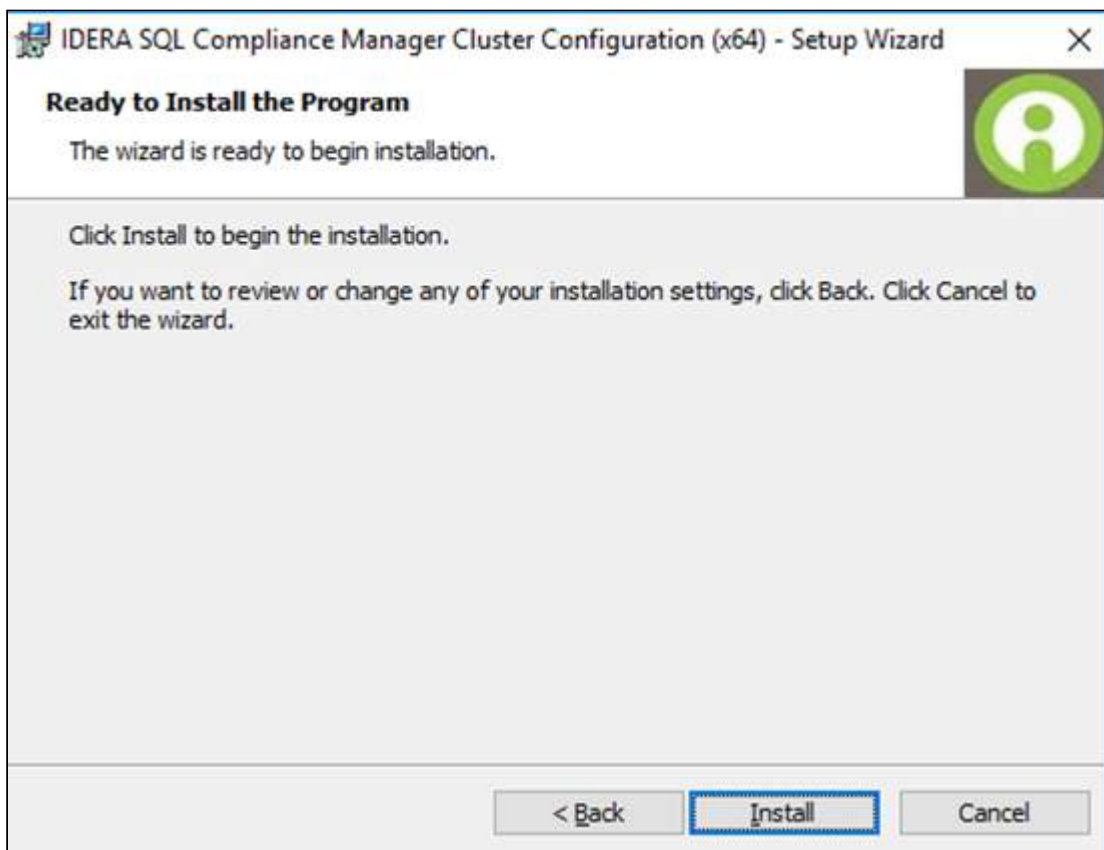 IDERA SQL Compliance Manager Cluster Configuration (x64) - Setup Wizard
Ready to Install the Program
The wizard is ready to begin installation.
Click Install to begin the installation.
If you want to review or change any of your installation settings, click Back. Click Cancel to
exit the wizard.
< Back
Install
Cancel